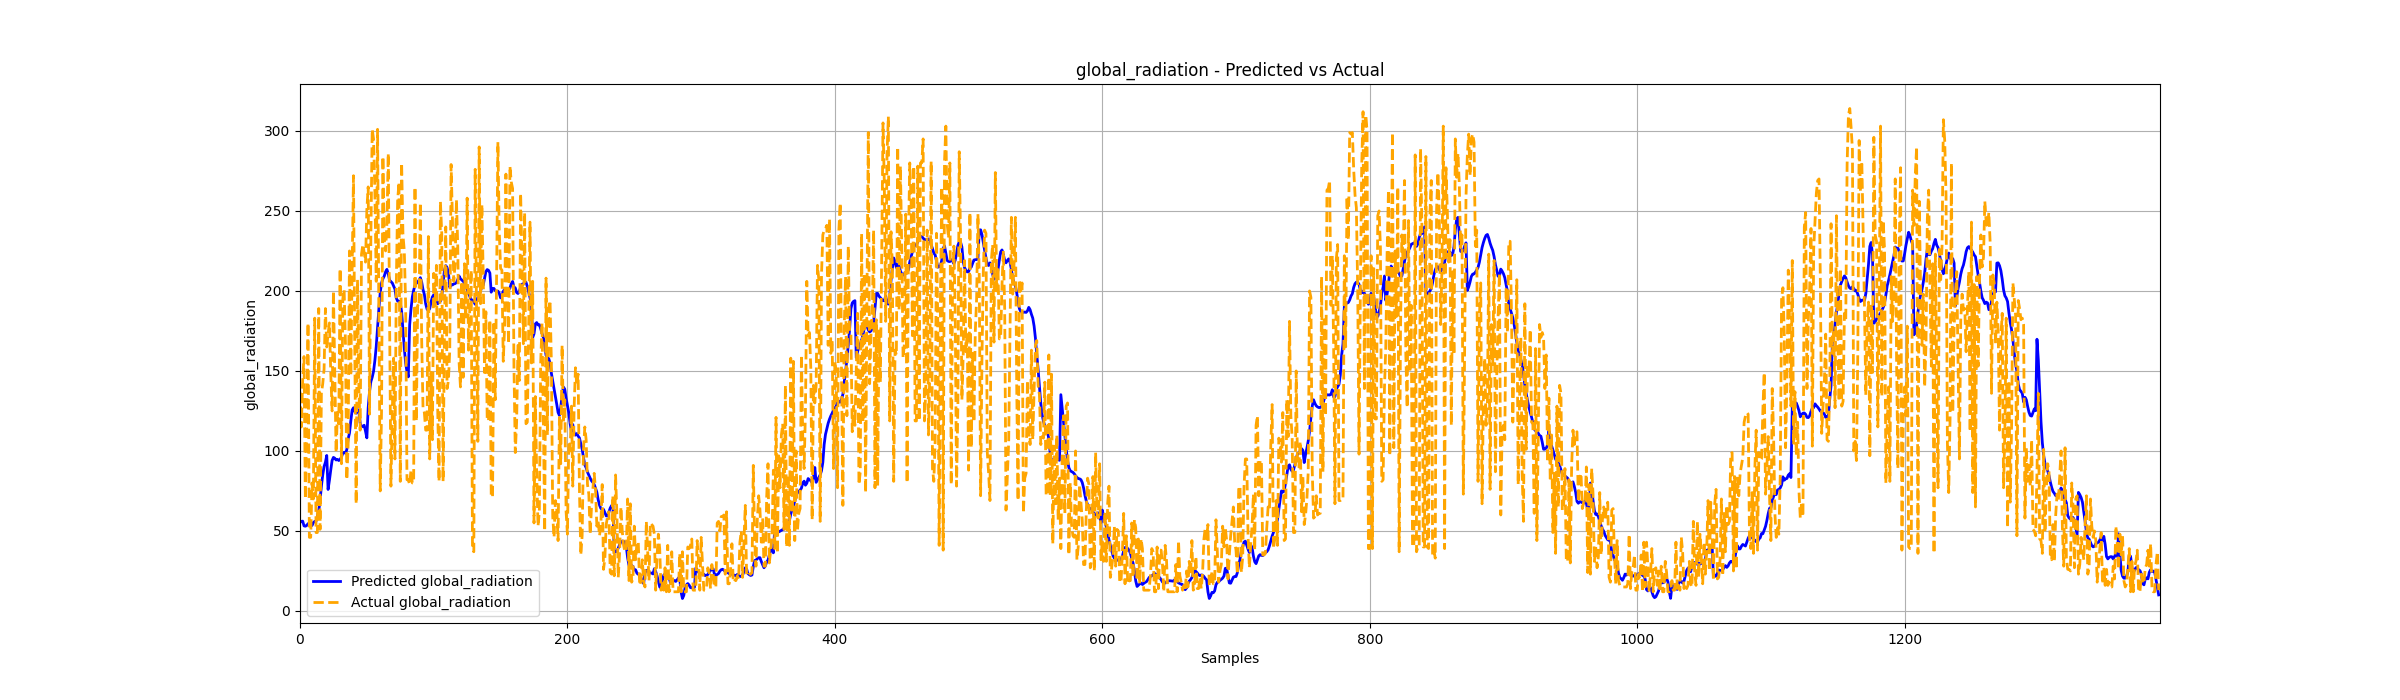 global_radiation - Predicted vs Actual
global_radiation
300
250
200
150
100
50
0
Predicted global_radiation
Actual global_radiation
0 200 400 600 800 1000 1200
Samples